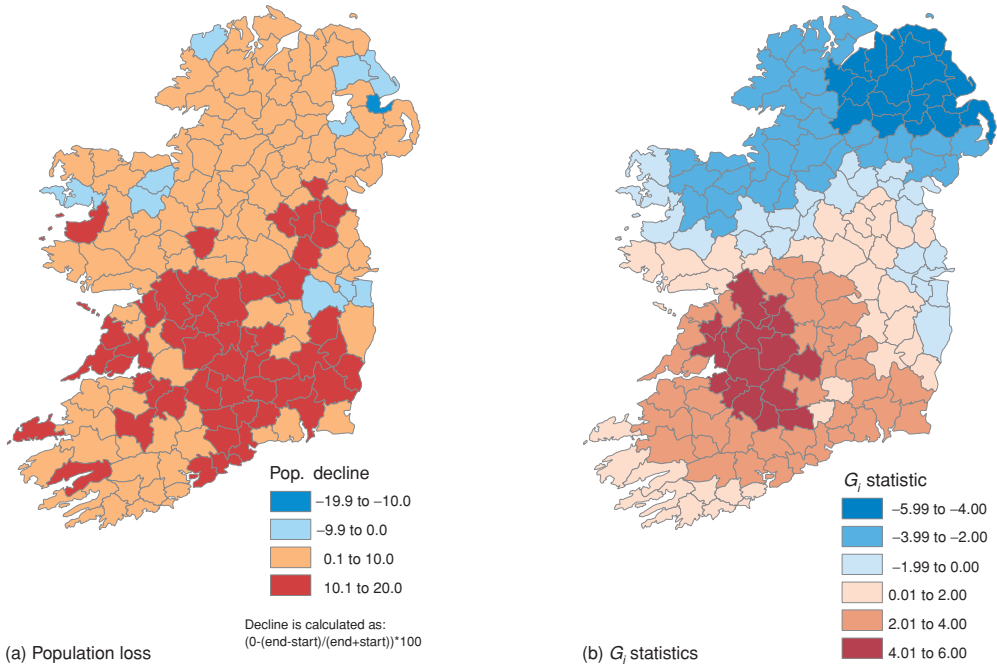 Pop. decline
−19.9 to −10.0
−9.9 to 0.0
0.1 to 10.0
10.1 to 20.0
Decline is calculated as:
(0-(end-start)/(end+start))*100
(a) Population loss
Gi statistic
−5.99 to −4.00
−3.99 to −2.00
−1.99 to 0.00
0.01 to 2.00
2.01 to 4.00
4.01 to 6.00
(b) Gi statistics